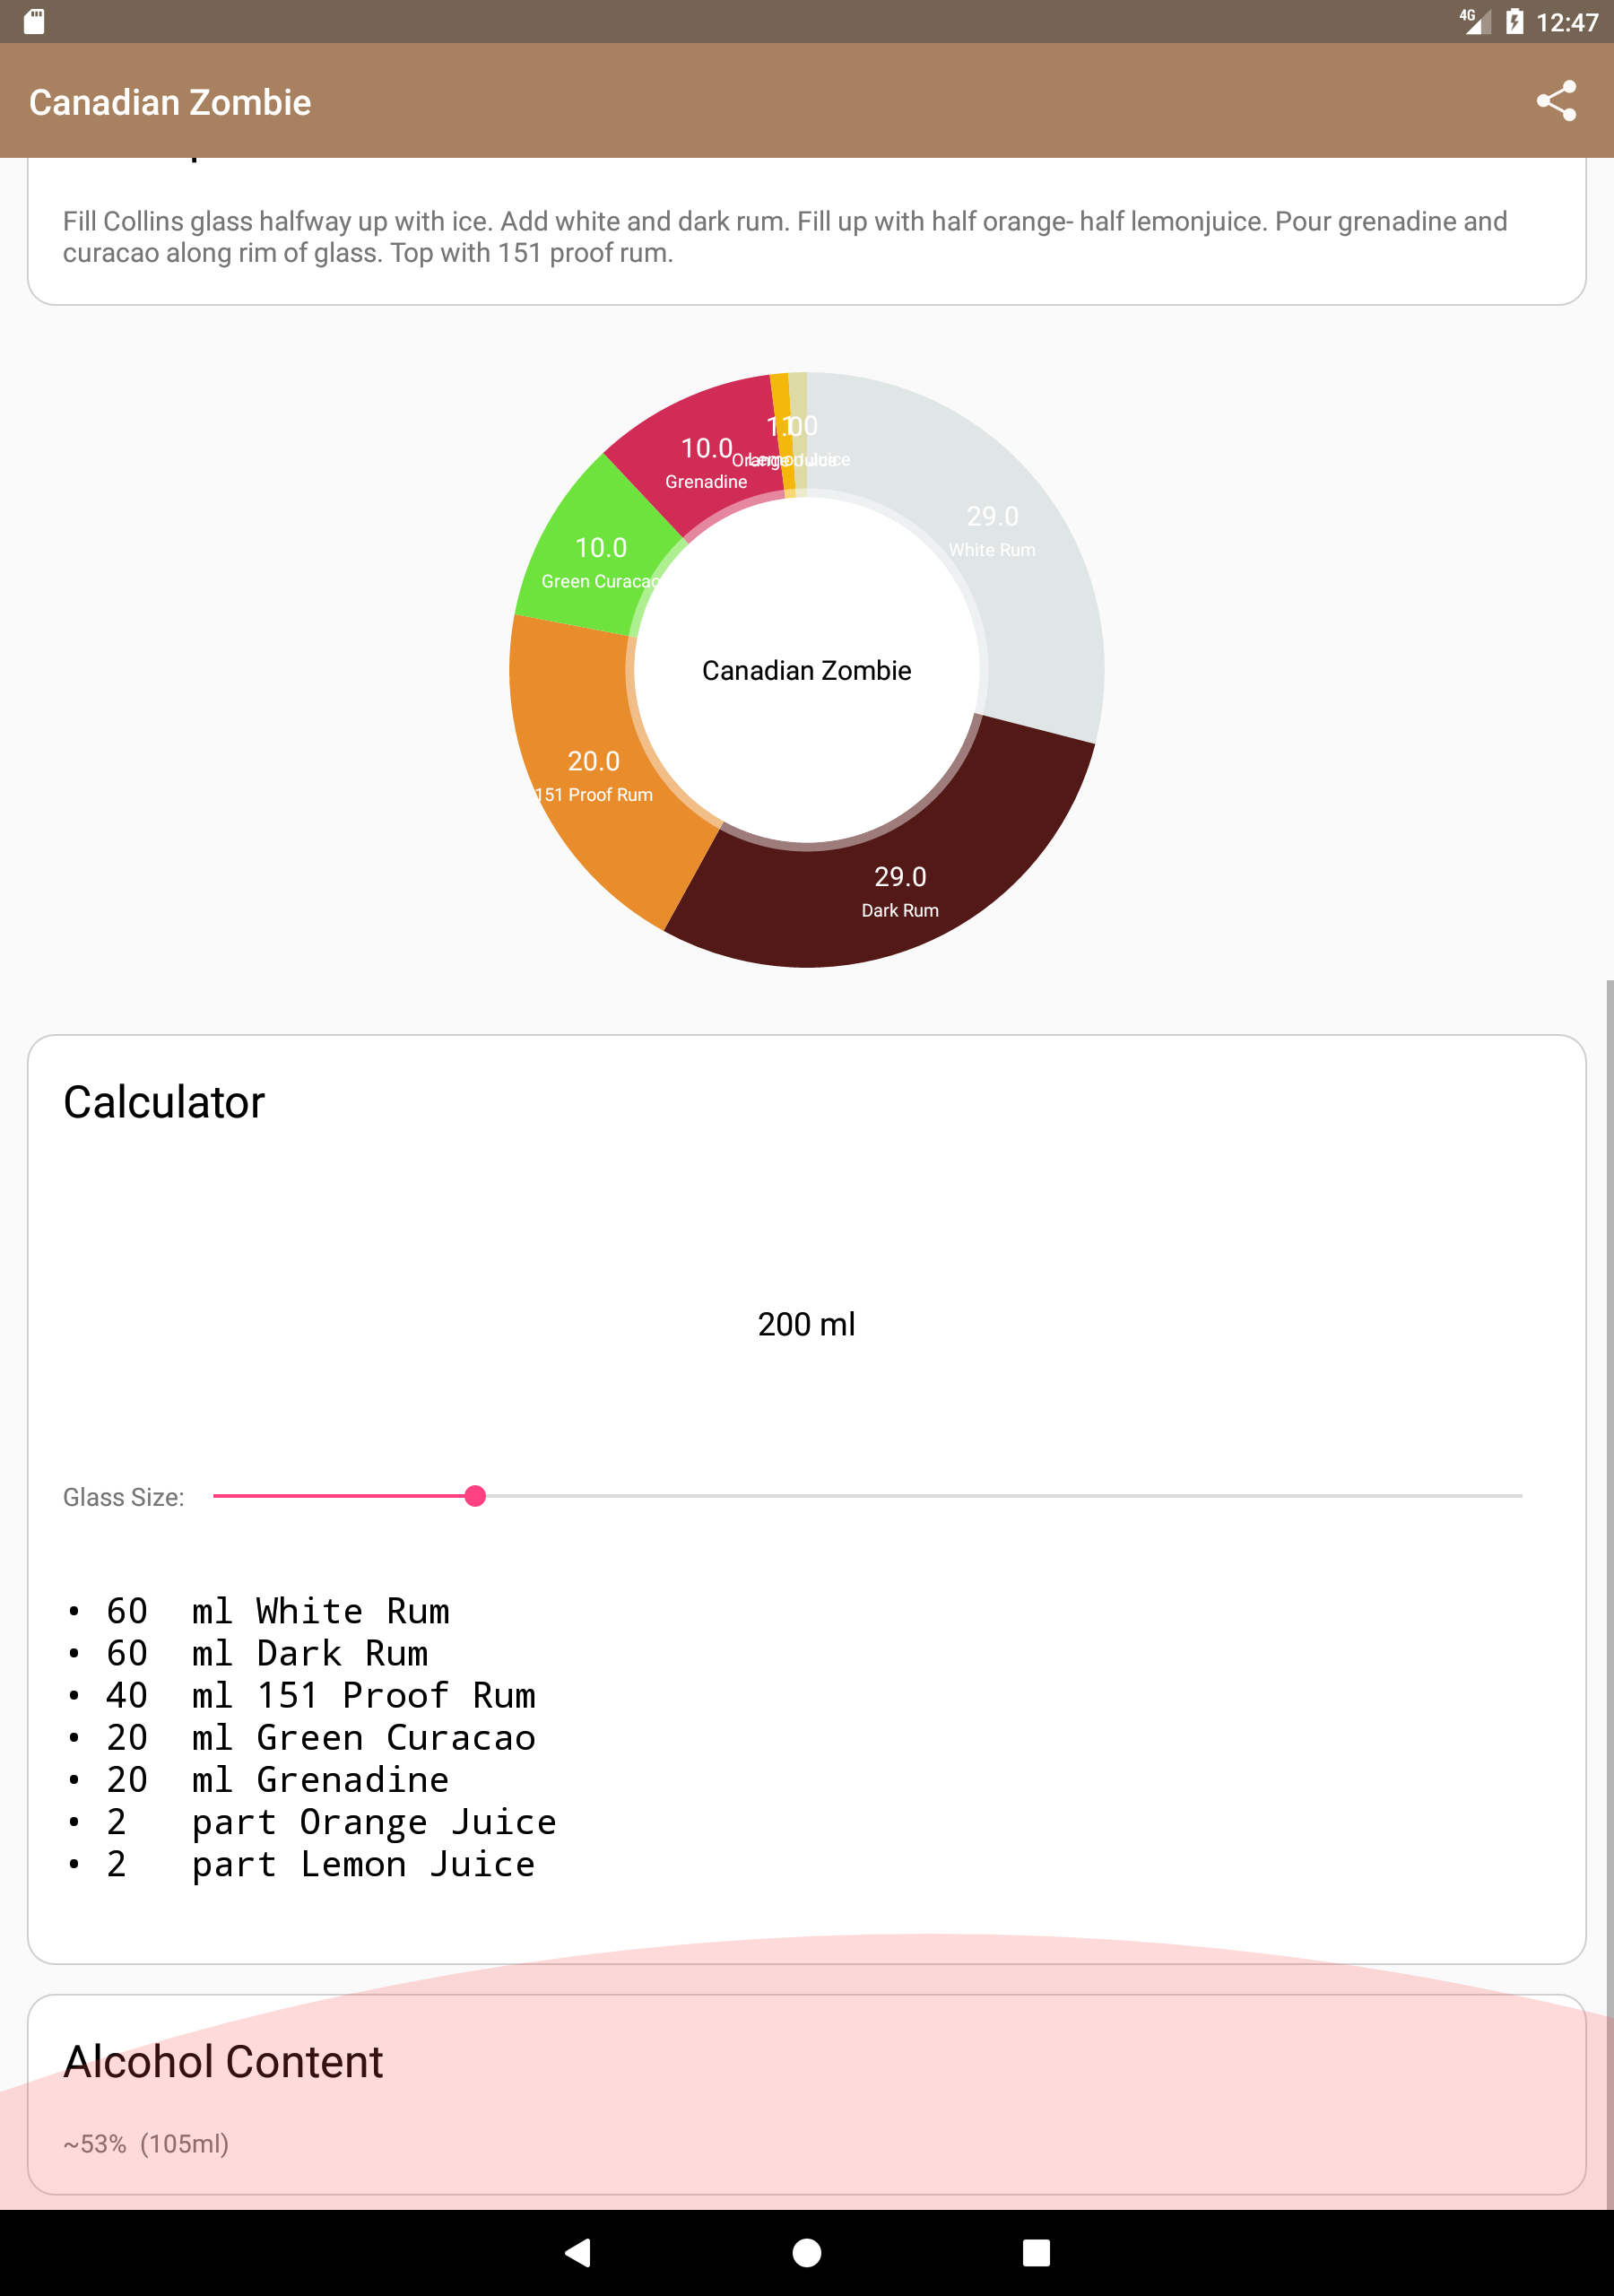 4G 12:47
Canadian Zombie
Fill Collins glass halfway up with ice. Add white and dark rum. Fill up with half orange- half lemonjuice. Pour grenadine and
curacao along rim of glass. Top with 151 proof rum.
10.0
Grenadine
Orange Juice
Lemon Juice
29.0
White Rum
10.0
Green Curacao
Canadian Zombie
20.0
151 Proof Rum
29.0
Dark Rum
Calculator
200 ml
Glass Size:
• 60 ml White Rum
• 60 ml Dark Rum
• 40 ml 151 Proof Rum
• 20 ml Green Curacao
• 20 ml Grenadine
• 2 part Orange Juice
• 2 part Lemon Juice
Alcohol Content
~53% (105ml)